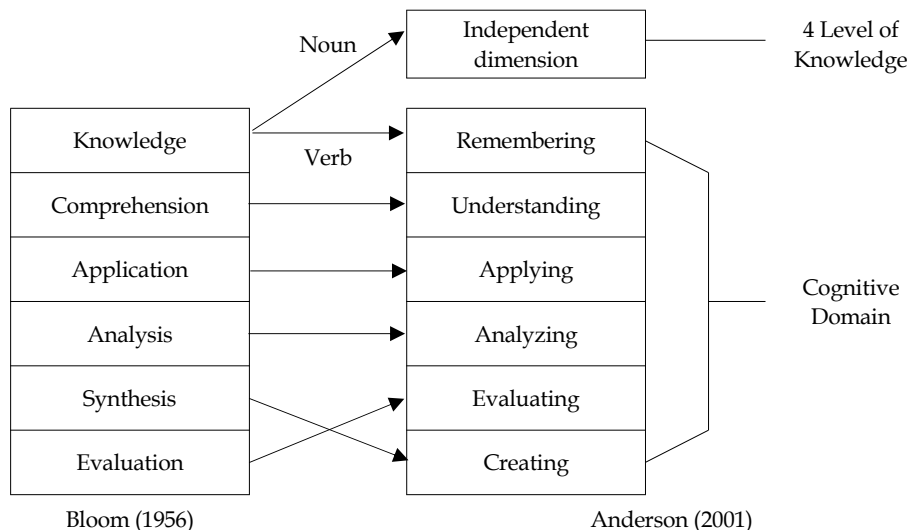 Noun
Independent
dimension
4 Level of
Knowledge
Knowledge
Verb
Remembering
Comprehension
Understanding
Application
Applying
Analysis
Analyzing
Synthesis
Evaluating
Evaluation
Creating
Cognitive
Domain
Bloom (1956)
Anderson (2001)